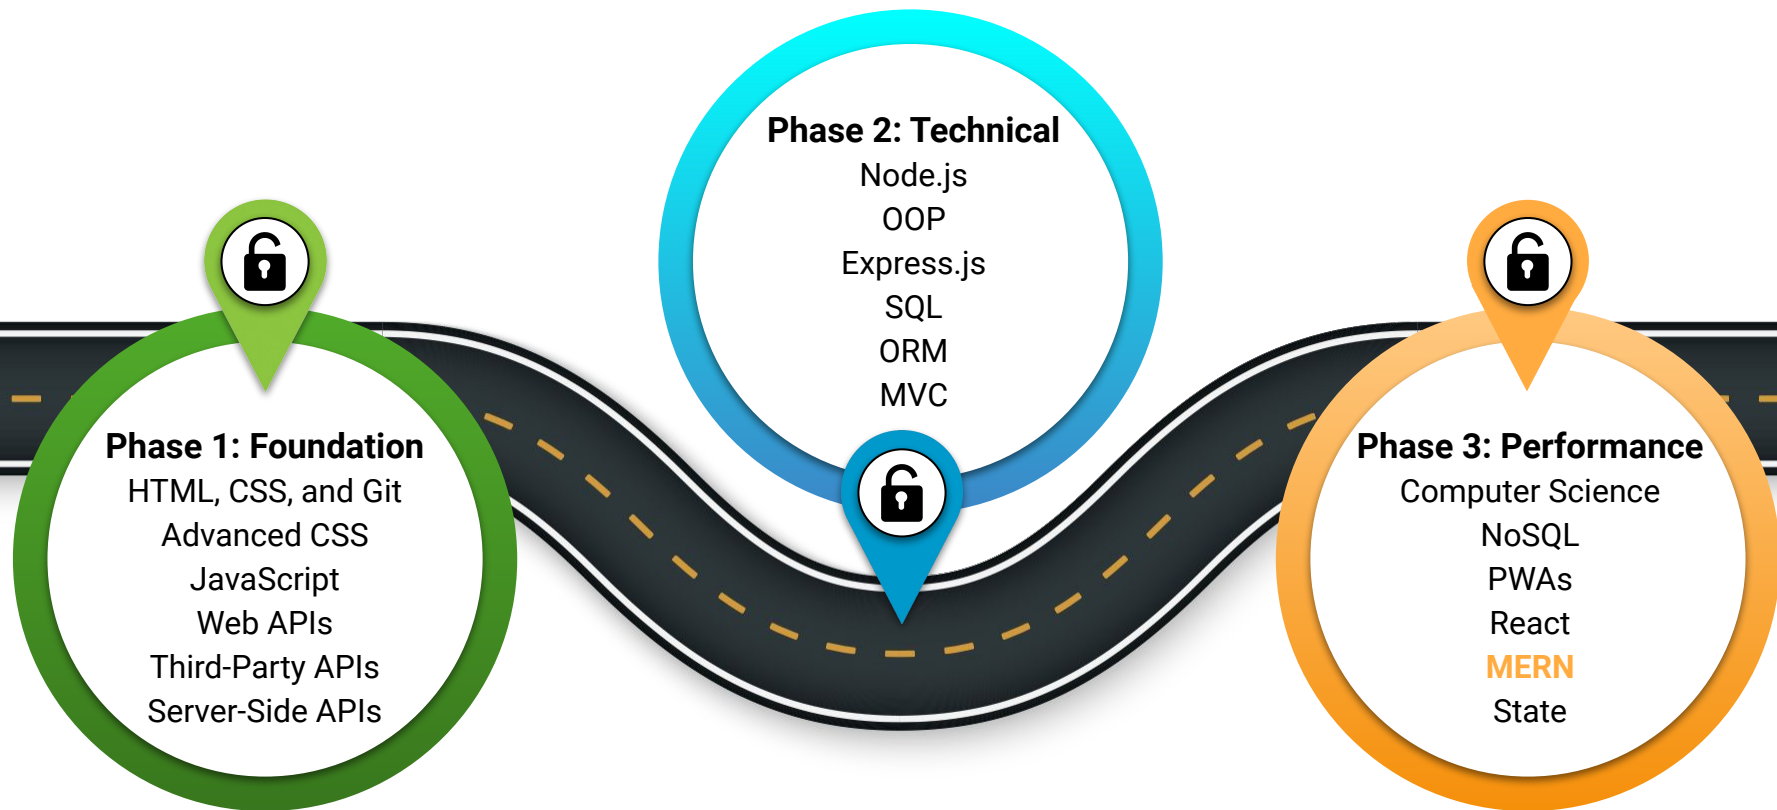 Phase 1: Foundation
HTML, CSS, and Git
Advanced CSS
JavaScript
Web APIs
Third-Party APIs
Server-Side APIs
Phase 2: Technical
Node.js
OOP
Express.js
SQL
ORM
MVC
Phase 3: Performance
Computer Science
NoSQL
PWAs
React
MERN
State